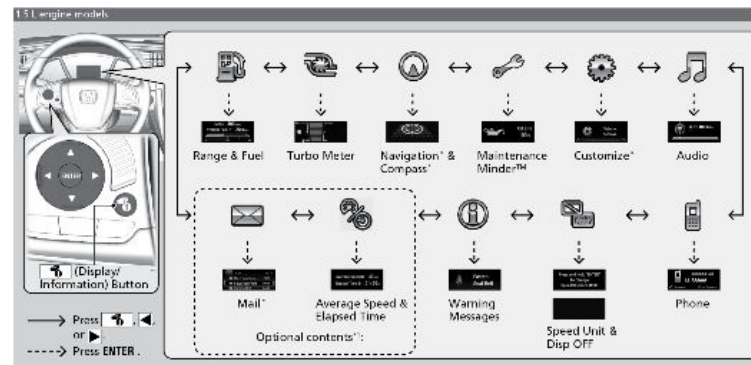 1.5 L engine models
ENTER
(Display/
Information) Button
Press , ,
or .
Press ENTER .
Range & Fuel
Turbo Meter
Navigation* &
Compass*
Maintenance
Minder™
Customize*
Audio
Mail*
Average Speed &
Elapsed Time
Optional contents*1:
Warning
Messages
Speed Unit &
Disp OFF
Phone